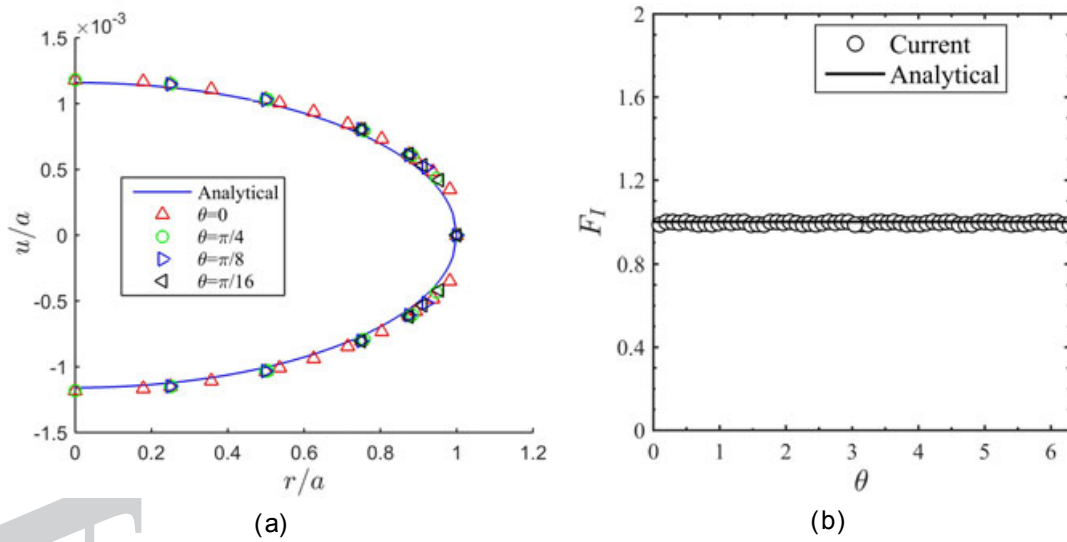 ×10⁻³
1.5
1
0.5
0
-0.5
-1
-1.5
u/a
Analytical
θ=0
θ=π/4
θ=π/8
θ=π/16
0 0.2 0.4 0.6 0.8 1 1.2
r/a
(a)
2
1.6
1.2
0.8
0.4
0
F_I
Current
Analytical
0 1 2 3 4 5 6
θ
(b)